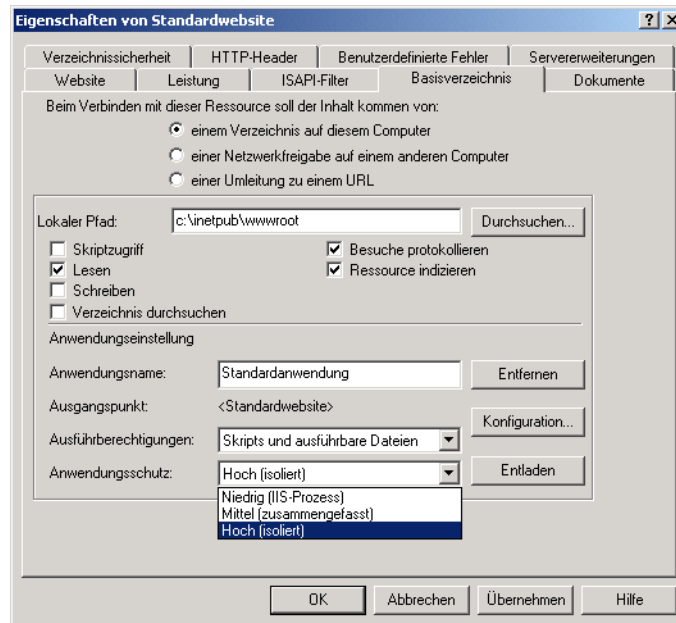 Eigenschaften von Standardwebsite
Verzeichnissicherheit HTTP-Header Benutzerdefinierte Fehler Servererweiterungen
Website Leistung ISAPI-Filter Basisverzeichnis Dokumente
Beim Verbinden mit dieser Ressource soll der Inhalt kommen von:
einem Verzeichnis auf diesem Computer
einer Netzwerkfreigabe auf einem anderen Computer
einer Umleitung zu einem URL
Lokaler Pfad: c:\inetpub\wwwroot Durchsuchen...
Skriptzugriff Besuche protokollieren
Lesen Ressource indizieren
Schreiben
Verzeichnis durchsuchen
Anwendungseinstellung
Anwendungsname: Standardanwendung Entfernen
Ausgangspunkt: <Standardwebsite>
Konfiguration...
Ausführberechtigungen: Skripts und ausführbare Dateien
Anwendungsschutz: Hoch (isoliert) Entladen
Niedrig (IIS-Prozess)
Mittel (zusammengefasst)
Hoch (isoliert)
OK Abbrechen Übernehmen Hilfe